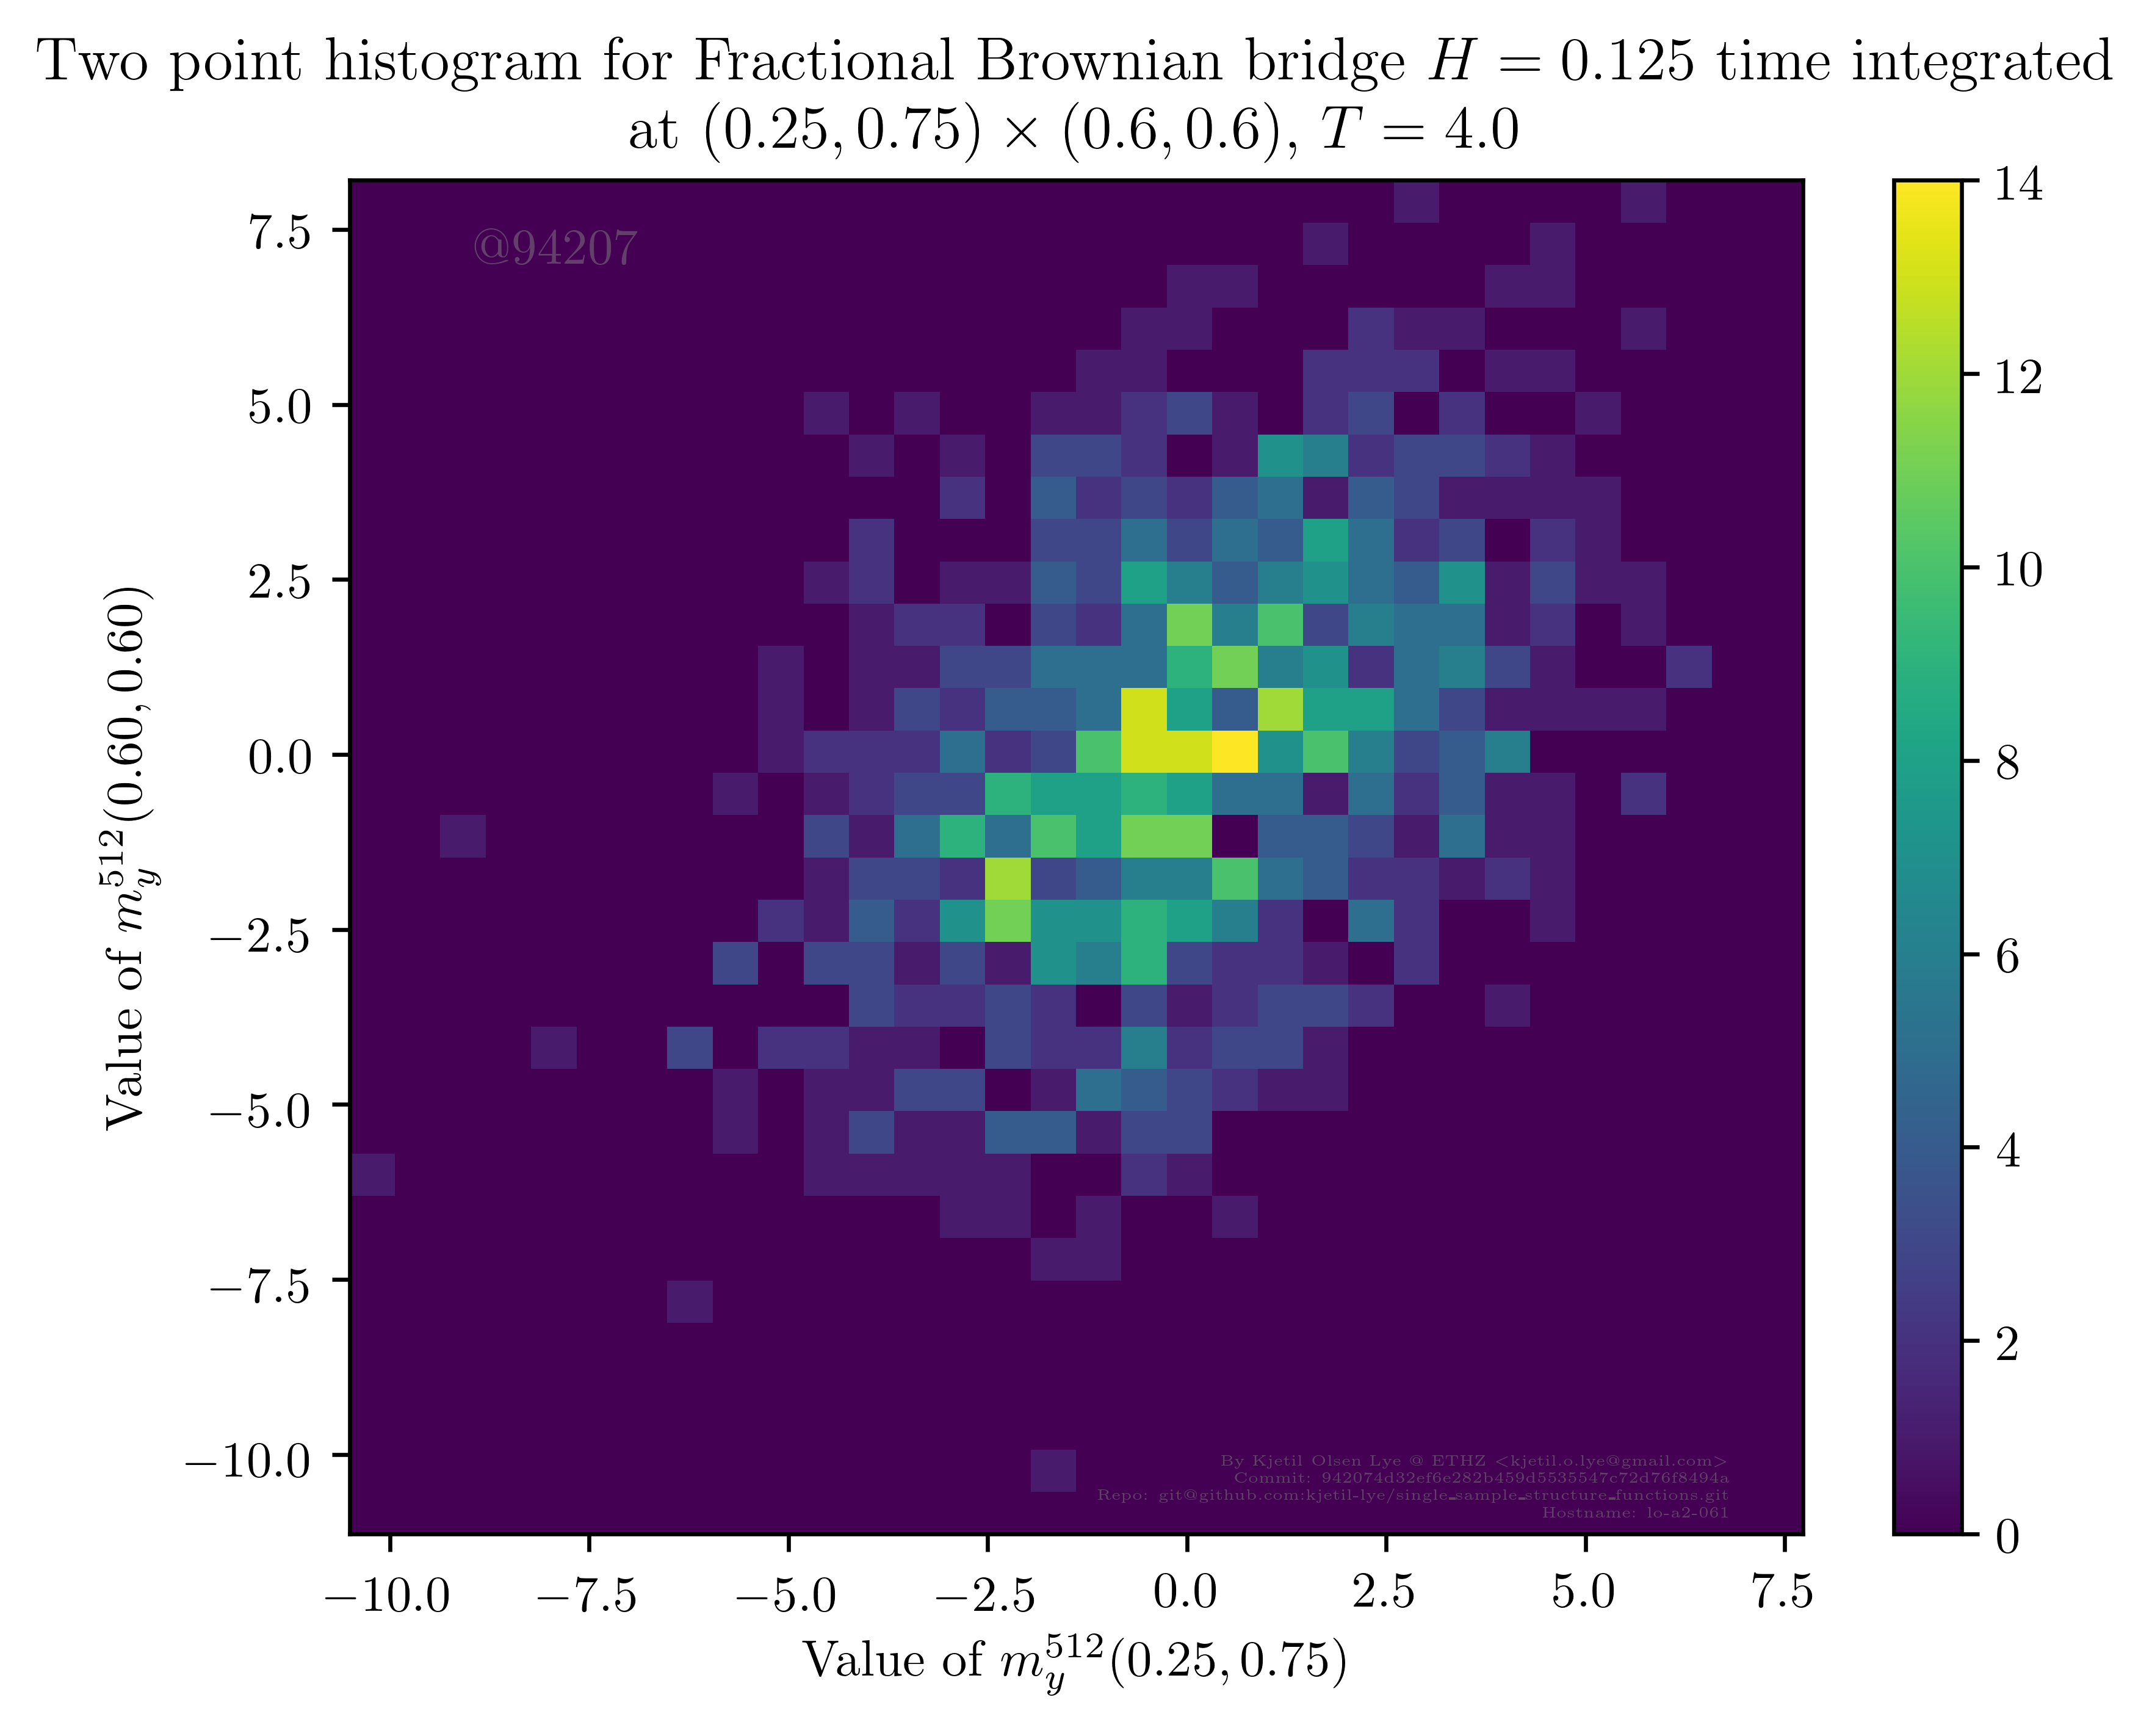 Two point histogram for Fractional Brownian bridge H = 0.125 time integrated
at (0.25, 0.75) × (0.6, 0.6), T = 4.0
@94207
7.5
5.0
2.5
0.0
−2.5
−5.0
−7.5
−10.0
Value of m_y^512(0.60, 0.60)
By Kjetil Olsen Lye @ ETHZ <kjetil.o.lye@gmail.com>
Commit: 942074d32ef6e282b459d5535547c72d76f8494a
Repo: git@github.com:kjetil-lye/single_sample_structure_functions.git
Hostname: lo-a2-061
−10.0 −7.5 −5.0 −2.5 0.0 2.5 5.0 7.5
Value of m_y^512(0.25, 0.75)
14
12
10
8
6
4
2
0